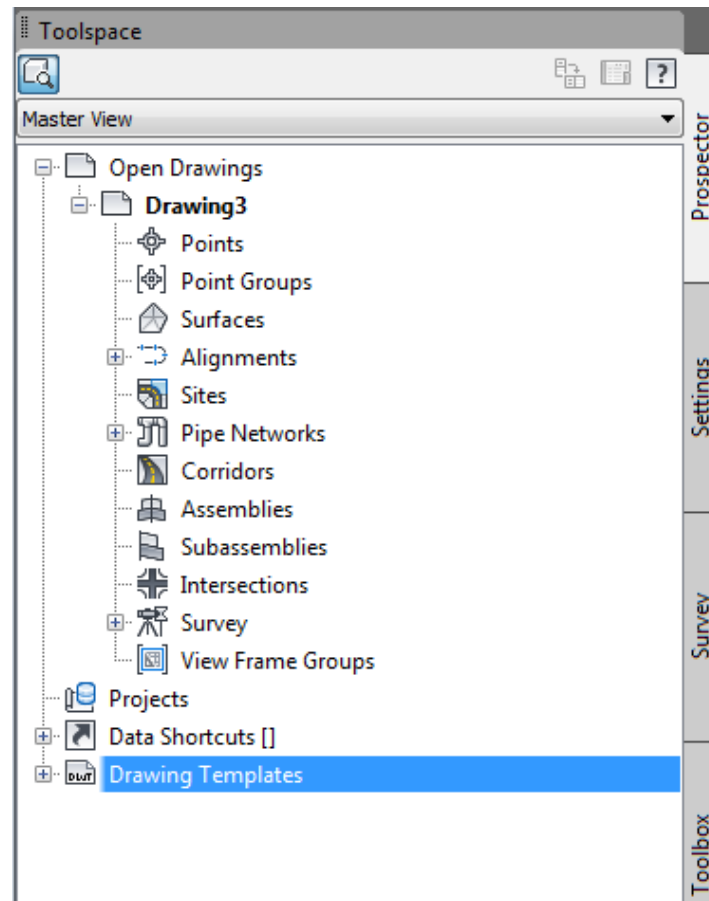 Toolspace
?
Master View
Open Drawings
Drawing3
Points
Point Groups
Surfaces
Alignments
Sites
Pipe Networks
Corridors
Assemblies
Subassemblies
Intersections
Survey
View Frame Groups
Projects
Data Shortcuts []
DWT Drawing Templates
Prospector
Settings
Survey
Toolbox